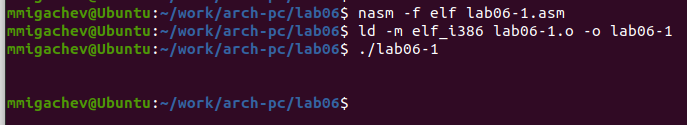 mmigachev@Ubuntu:~/work/arch-pc/lab06$ nasm -f elf lab06-1.asm
mmigachev@Ubuntu:~/work/arch-pc/lab06$ ld -m elf_i386 lab06-1.o -o lab06-1
mmigachev@Ubuntu:~/work/arch-pc/lab06$ ./lab06-1
mmigachev@Ubuntu:~/work/arch-pc/lab06$